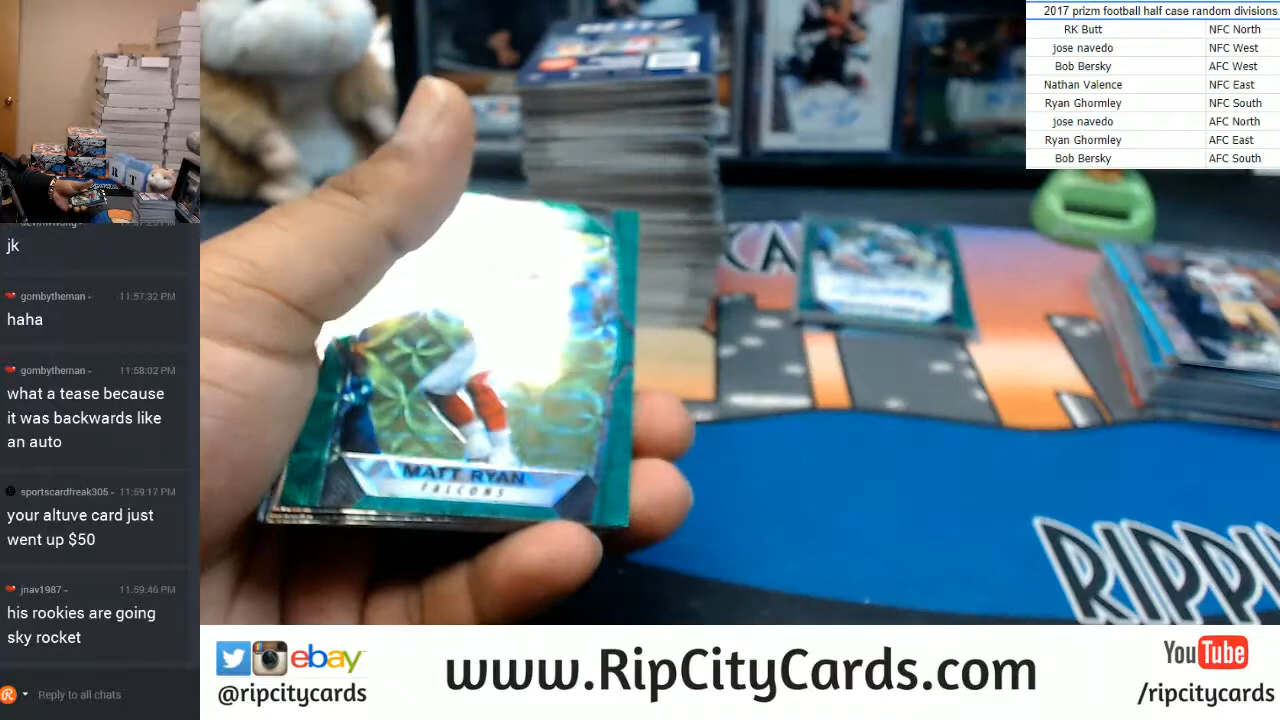 2017 prizm football half case random divisions
RK Butt NFC North
jose navedo NFC West
Bob Bersky AFC West
Nathan Valence NFC East
Ryan Ghormley NFC South
jose navedo AFC North
Ryan Ghormley AFC East
Bob Bersky AFC South
jk
gombytheman - 11:57:32 PM
haha
gombytheman - 11:58:02 PM
what a tease because
it was backwards like
an auto
sportscardfreak305 - 11:59:17 PM
your altuve card just
went up $50
jnav1987 - 11:59:46 PM
his rookies are going
sky rocket
Reply to all chats
MATT RYAN
FALCONS
RIPPI
ebay
@ripcitycards
www.RipCityCards.com
YouTube
/ripcitycards